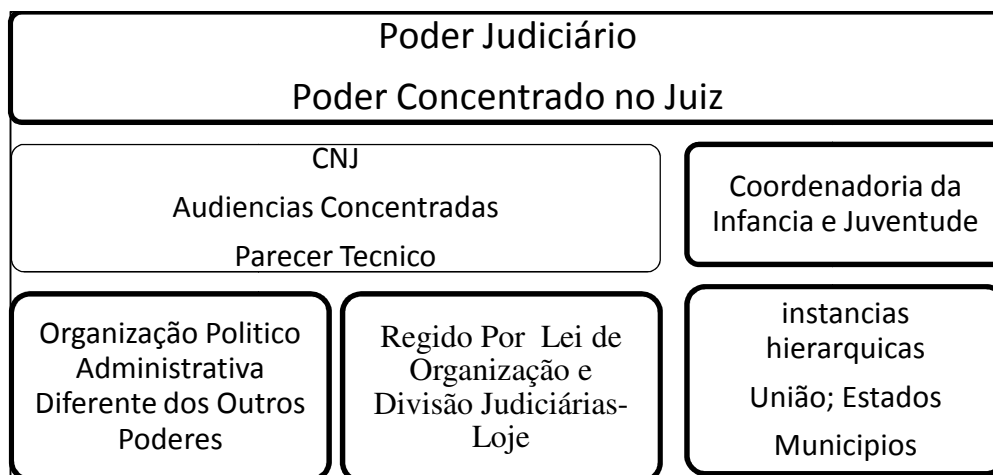 Poder Judiciário
Poder Concentrado no Juiz
CNJ
Audiencias Concentradas
Parecer Tecnico
Coordenadoria da
Infancia e Juventude
Organização Politico
Administrativa
Diferente dos Outros
Poderes
Regido Por Lei de
Organização e
Divisão Judiciárias-
Loje
instancias
hierarquicas
União; Estados
Municipios